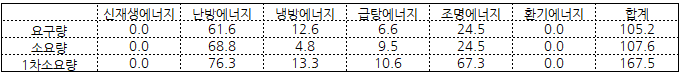 신재생에너지 난방에너지 냉방에너지 급탕에너지 조명에너지 환기에너지 합계
요구량 0.0 61.6 12.6 6.6 24.5 0.0 105.2
소요량 0.0 68.8 4.8 9.5 24.5 0.0 107.6
1차소요량 0.0 76.3 13.3 10.6 67.3 0.0 167.5